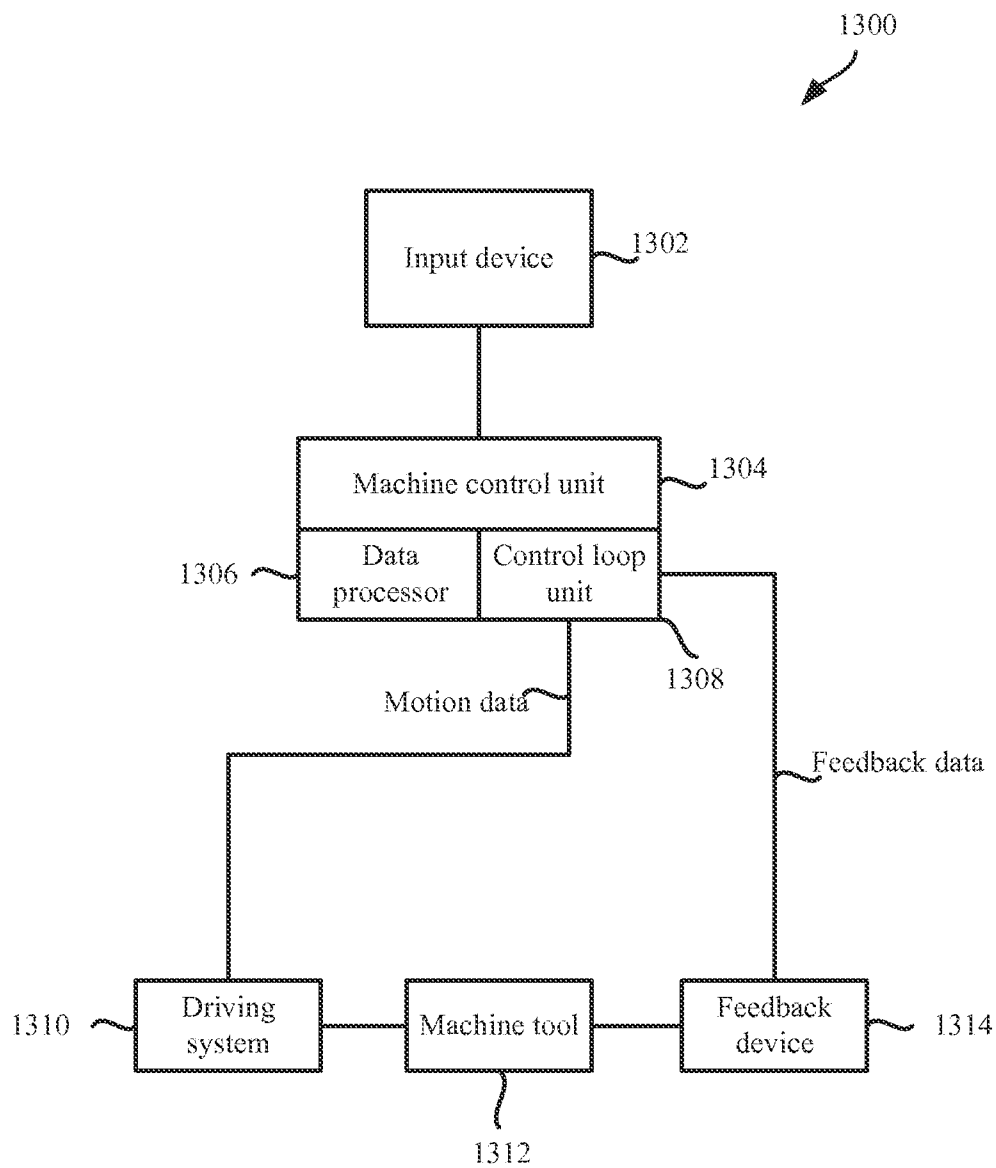 1300
Input device
1302
Machine control unit
1304
1306
Data
processor
Control loop
unit
1308
Motion data
Feedback data
1310
Driving
system
Machine tool
1312
Feedback
device
1314